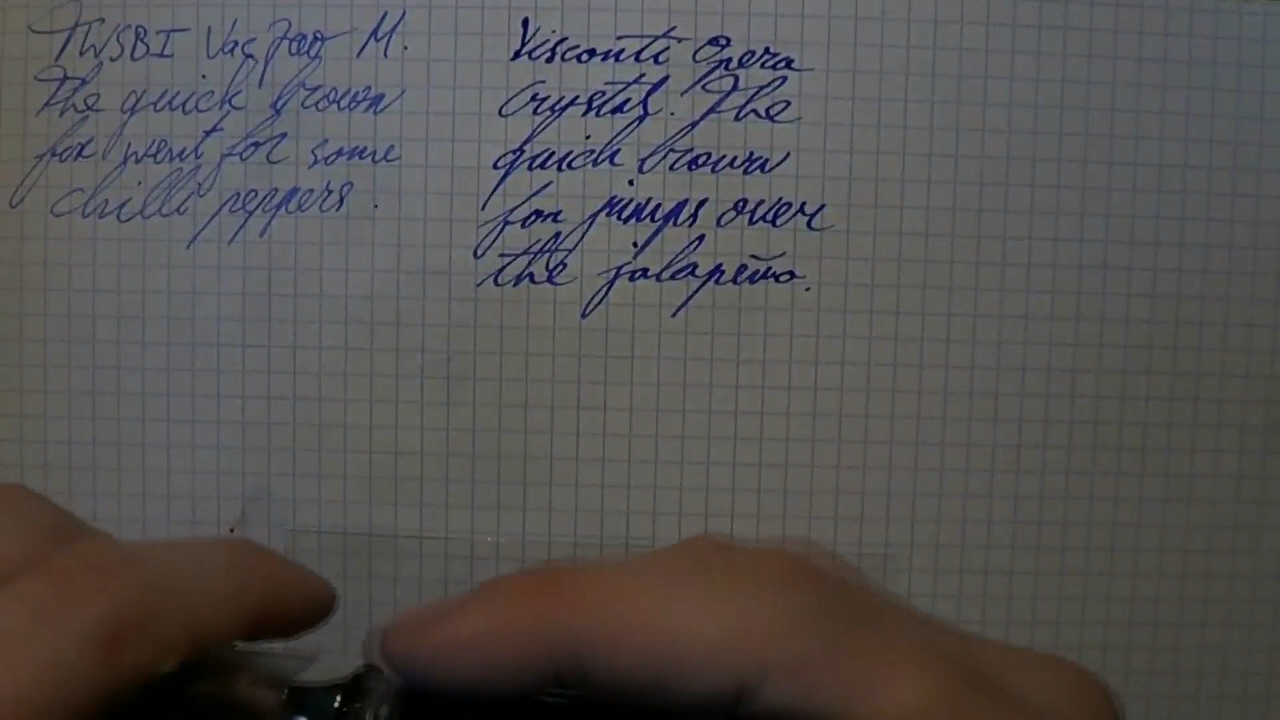 TWSBI Vac 700 M.
The quick brown
fox went for some
chilli peppers.
Visconti Opera
Crystal. The
quick brown
fox jumps over
the jalapeño.